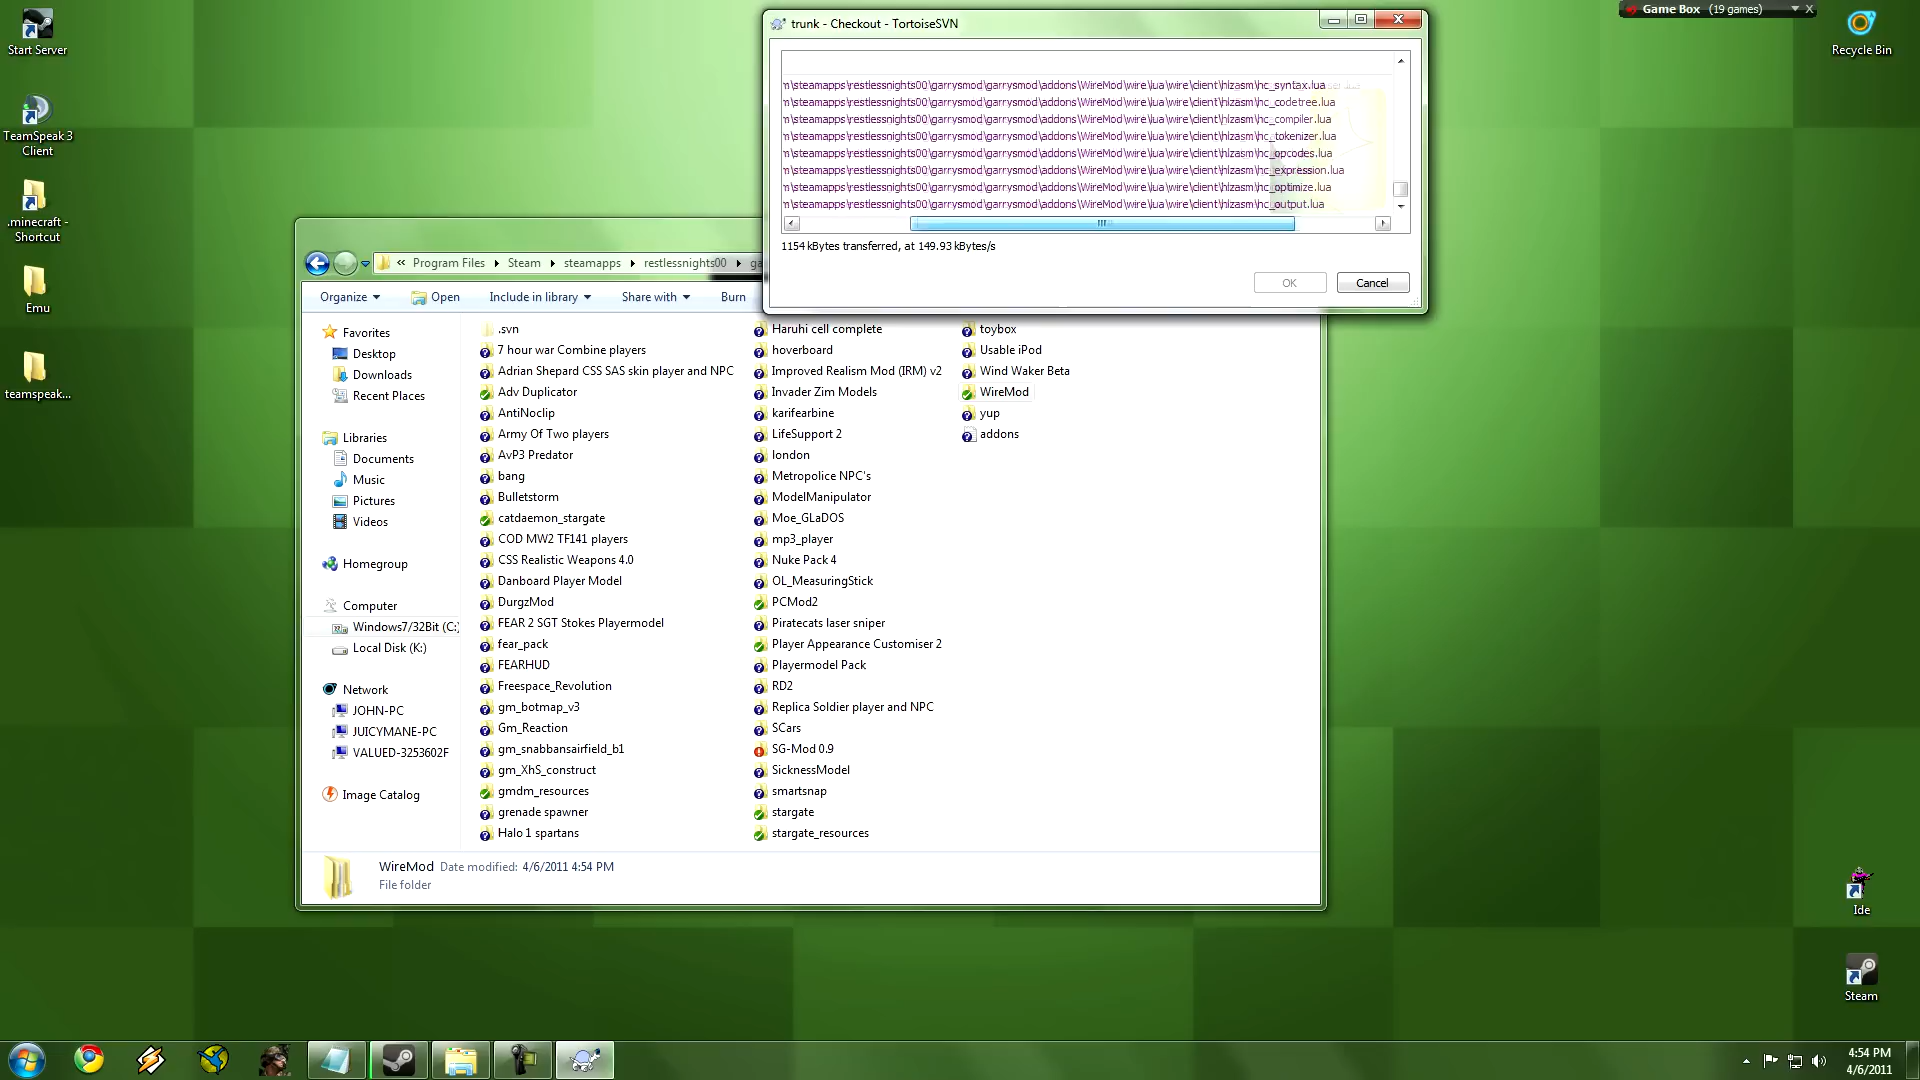 Start Server
TeamSpeak 3
Client
.minecraft -
Shortcut
Emu
teamspeak...
trunk - Checkout - TortoiseSVN
m\steamapps\restlessnights00\garrysmod\garrysmod\addons\WireMod\wire\lua\wire\client\hlzasm\hc_syntax.lua
m\steamapps\restlessnights00\garrysmod\garrysmod\addons\WireMod\wire\lua\wire\client\hlzasm\hc_codetree.lua
m\steamapps\restlessnights00\garrysmod\garrysmod\addons\WireMod\wire\lua\wire\client\hlzasm\hc_compiler.lua
m\steamapps\restlessnights00\garrysmod\garrysmod\addons\WireMod\wire\lua\wire\client\hlzasm\hc_tokenizer.lua
m\steamapps\restlessnights00\garrysmod\garrysmod\addons\WireMod\wire\lua\wire\client\hlzasm\hc_opcodes.lua
m\steamapps\restlessnights00\garrysmod\garrysmod\addons\WireMod\wire\lua\wire\client\hlzasm\hc_expression.lua
m\steamapps\restlessnights00\garrysmod\garrysmod\addons\WireMod\wire\lua\wire\client\hlzasm\hc_optimize.lua
m\steamapps\restlessnights00\garrysmod\garrysmod\addons\WireMod\wire\lua\wire\client\hlzasm\hc_output.lua
1154 kBytes transferred, at 149.93 kBytes/s
OK Cancel
Game Box (19 games)
Recycle Bin
« Program Files Steam steamapps restlessnights00 ga
Organize Open Include in library Share with Burn
Favorites
Desktop
Downloads
Recent Places
Libraries
Documents
Music
Pictures
Videos
Homegroup
Computer
Windows7/32Bit (C:)
Local Disk (K:)
Network
JOHN-PC
JUICYMANE-PC
VALUED-3253602F
Image Catalog
.svn
7 hour war Combine players
Adrian Shepard CSS SAS skin player and NPC
Adv Duplicator
AntiNoclip
Army Of Two players
AvP3 Predator
bang
Bulletstorm
catdaemon_stargate
COD MW2 TF141 players
CSS Realistic Weapons 4.0
Danboard Player Model
DurgzMod
FEAR 2 SGT Stokes Playermodel
fear_pack
FEARHUD
Freespace_Revolution
gm_botmap_v3
Gm_Reaction
gm_snabbansairfield_b1
gm_XhS_construct
gmdm_resources
grenade spawner
Halo 1 spartans
Haruhi cell complete
hoverboard
Improved Realism Mod (IRM) v2
Invader Zim Models
karifearbine
LifeSupport 2
london
Metropolice NPC's
ModelManipulator
Moe_GLaDOS
mp3_player
Nuke Pack 4
OL_MeasuringStick
PCMod2
Piratecats laser sniper
Player Appearance Customiser 2
Playermodel Pack
RD2
Replica Soldier player and NPC
SCars
SG-Mod 0.9
SicknessModel
smartsnap
stargate
stargate_resources
toybox
Usable iPod
Wind Waker Beta
WireMod
yup
addons
WireMod Date modified: 4/6/2011 4:54 PM
File folder
Ide
Steam
4:54 PM
4/6/2011